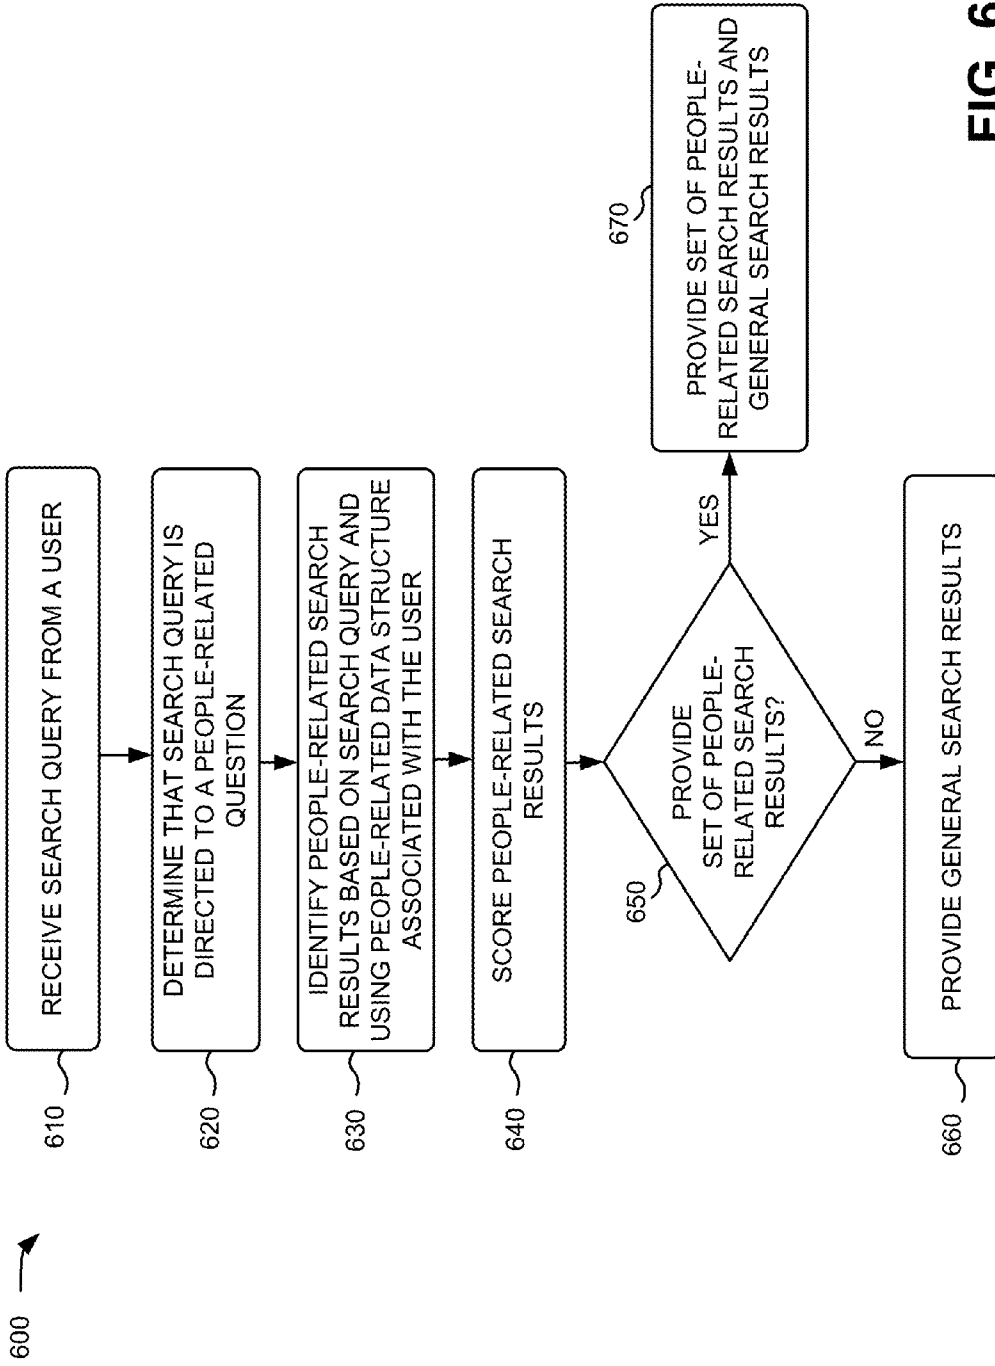 600
610
RECEIVE SEARCH QUERY FROM A USER
620
DETERMINE THAT SEARCH QUERY IS
DIRECTED TO A PEOPLE-RELATED
QUESTION
630
IDENTIFY PEOPLE-RELATED SEARCH
RESULTS BASED ON SEARCH QUERY AND
USING PEOPLE-RELATED DATA STRUCTURE
ASSOCIATED WITH THE USER
640
SCORE PEOPLE-RELATED SEARCH
RESULTS
650
PROVIDE
SET OF PEOPLE-
RELATED SEARCH
RESULTS?
YES
670
PROVIDE SET OF PEOPLE-
RELATED SEARCH RESULTS AND
GENERAL SEARCH RESULTS
NO
660
PROVIDE GENERAL SEARCH RESULTS
FIG. 6